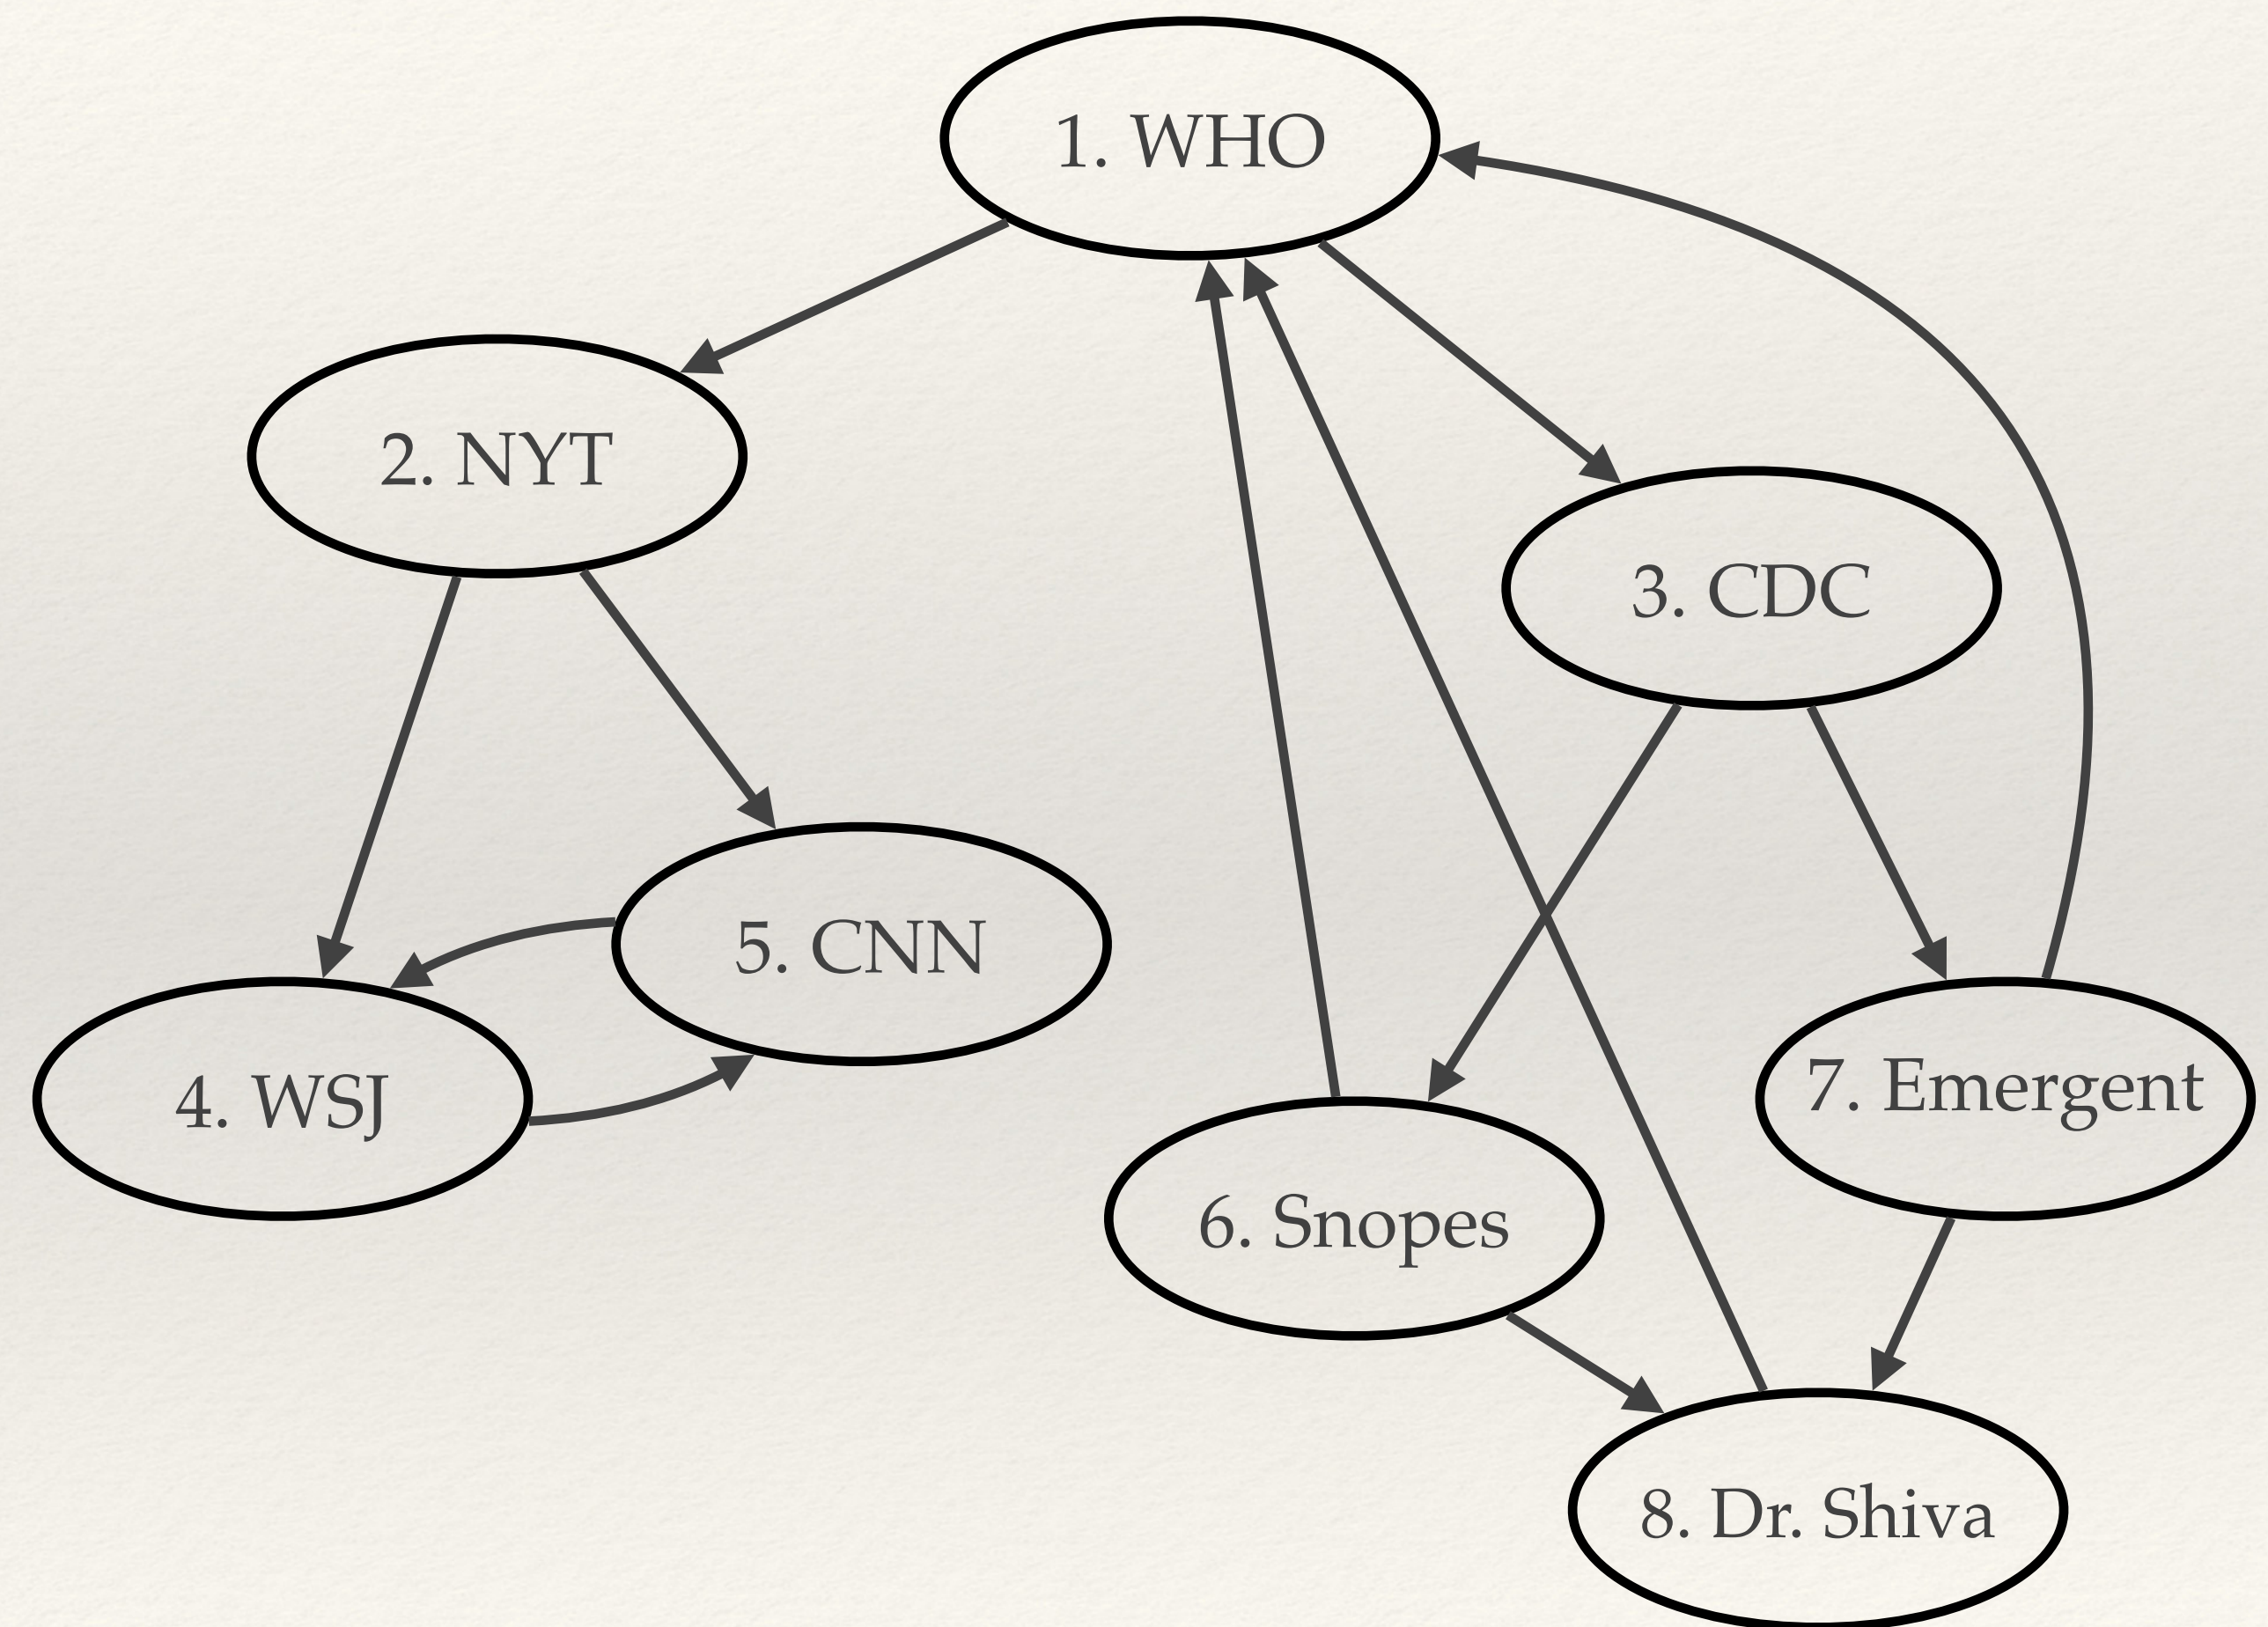 1. WHO
2. NYT
3. CDC
5. CNN
4. WSJ
7. Emergent
6. Snopes
8. Dr. Shiva